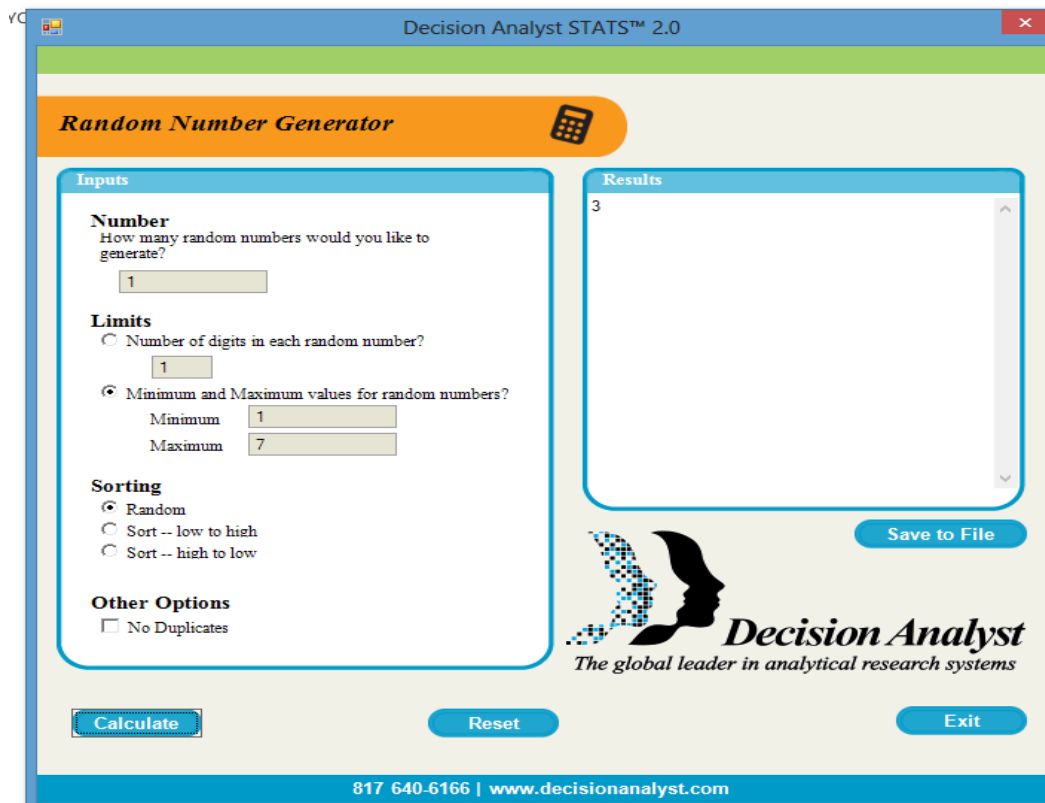 YC
Decision Analyst STATS™ 2.0
Random Number Generator
Inputs
Number
How many random numbers would you like to
generate?
1
Limits
Number of digits in each random number?
1
Minimum and Maximum values for random numbers?
Minimum 1
Maximum 7
Sorting
Random
Sort -- low to high
Sort -- high to low
Other Options
No Duplicates
Results
3
Save to File
Decision Analyst
The global leader in analytical research systems
Calculate
Reset
Exit
817 640-6166 | www.decisionanalyst.com